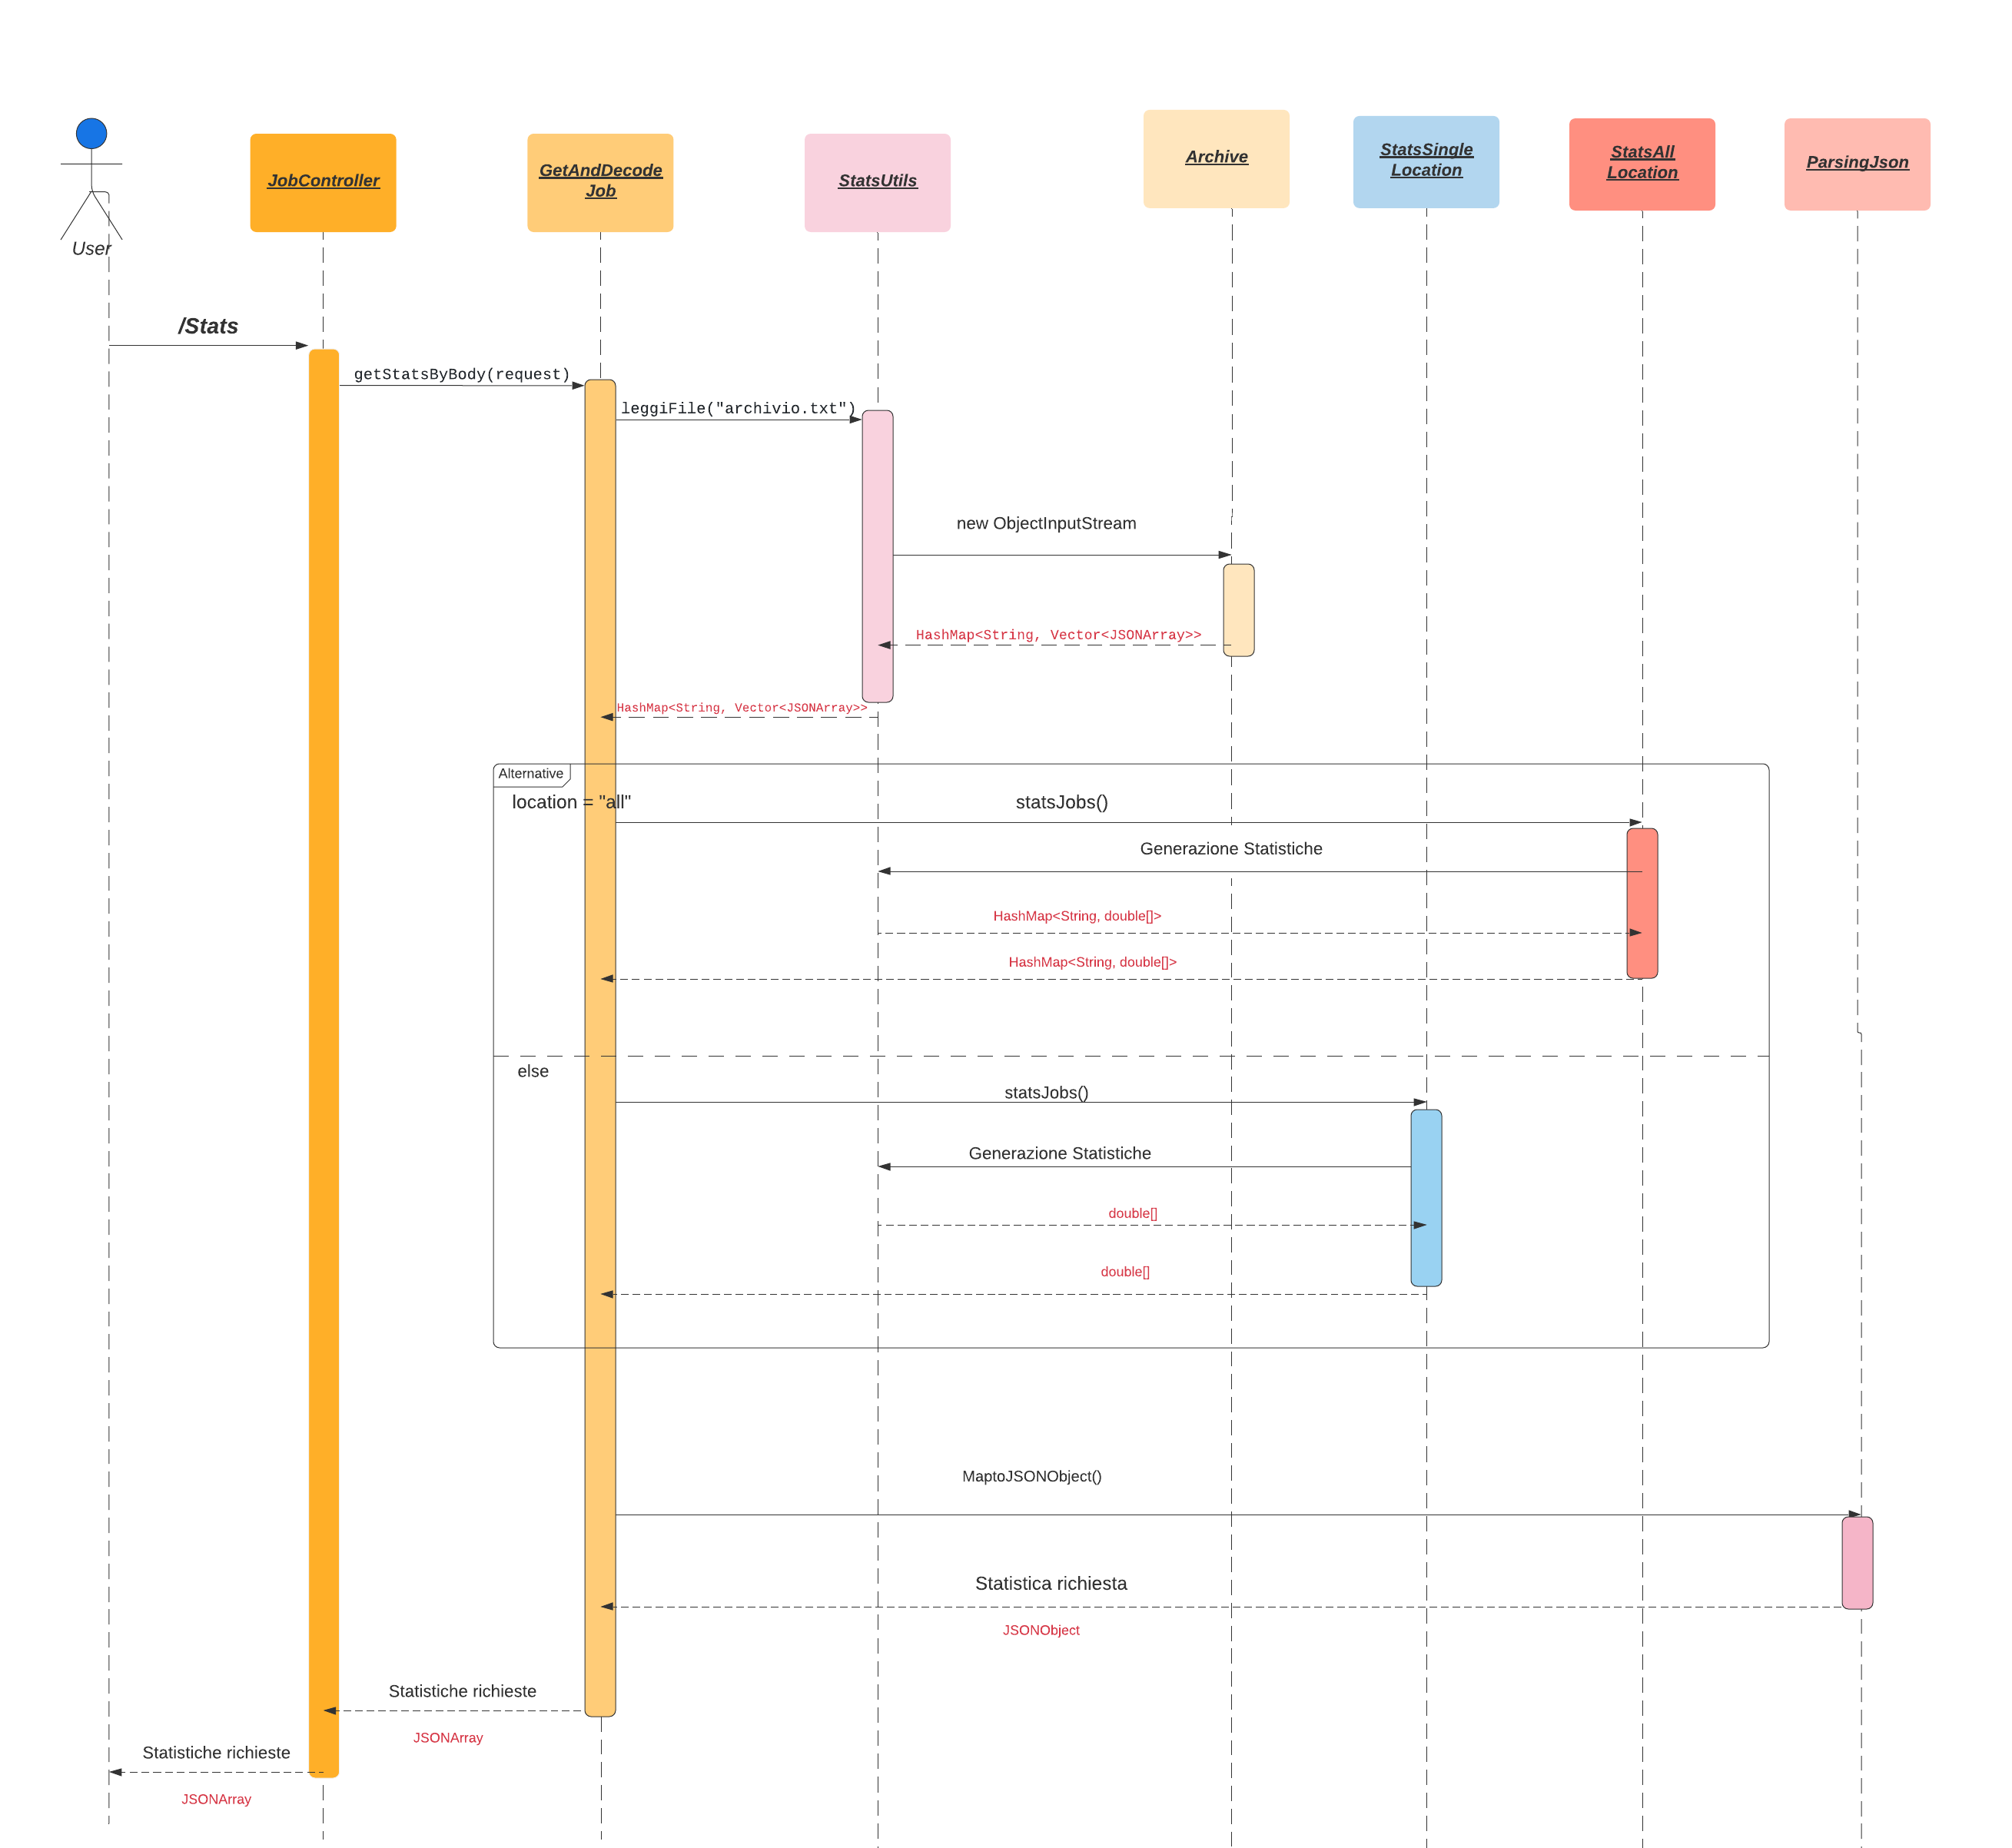 User
JobController
GetAndDecode
Job
StatsUtils
Archive
StatsSingle
Location
StatsAll
Location
ParsingJson
/Stats
getStatsByBody(request)
leggiFile("archivio.txt")
new ObjectInputStream
HashMap<String, Vector<JSONArray>>
HashMap<String, Vector<JSONArray>>
Alternative
location = "all"
statsJobs()
Generazione Statistiche
HashMap<String, double[]>
HashMap<String, double[]>
else
statsJobs()
Generazione Statistiche
double[]
double[]
MaptoJSONObject()
Statistica richiesta
JSONObject
Statistiche richieste
JSONArray
Statistiche richieste
JSONArray